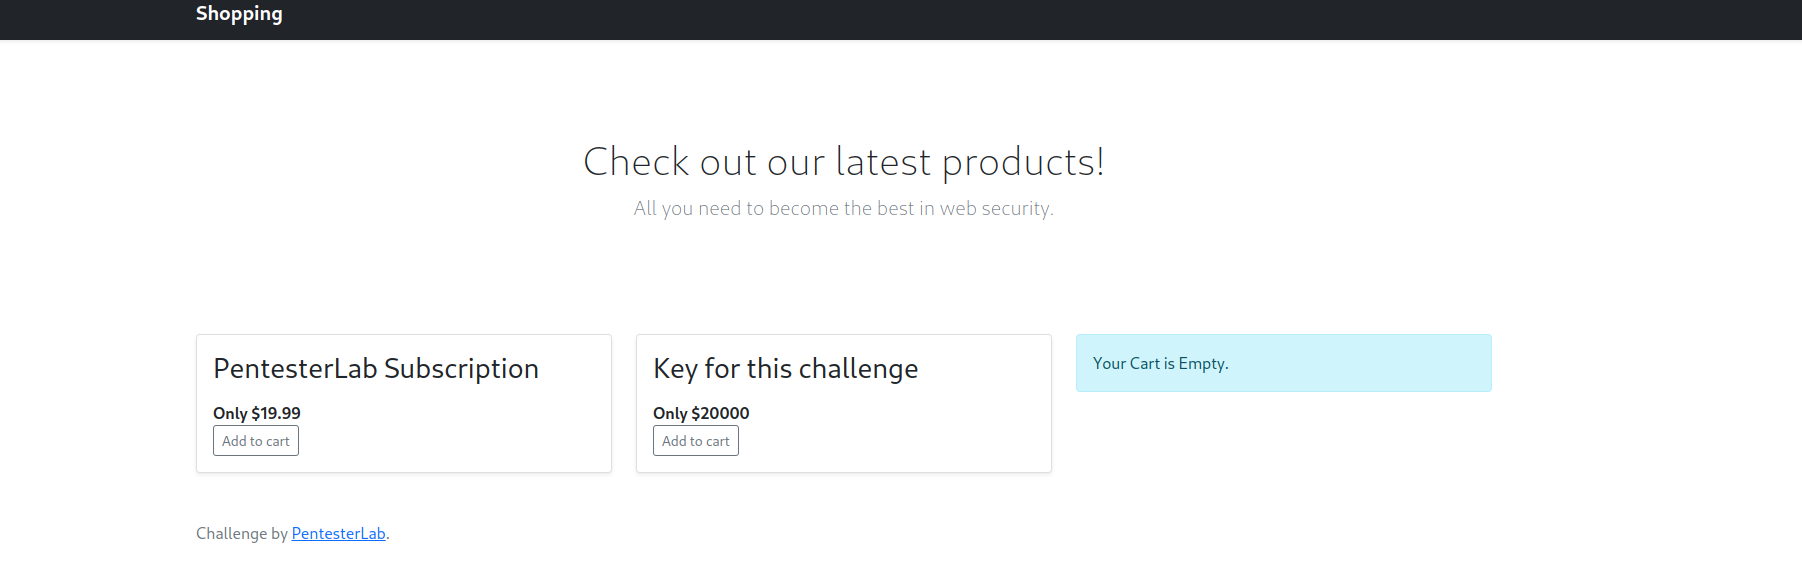 Shopping
Check out our latest products!
All you need to become the best in web security.
PentesterLab Subscription
Only $19.99
Add to cart
Key for this challenge
Only $20000
Add to cart
Your Cart is Empty.
Challenge by PentesterLab.